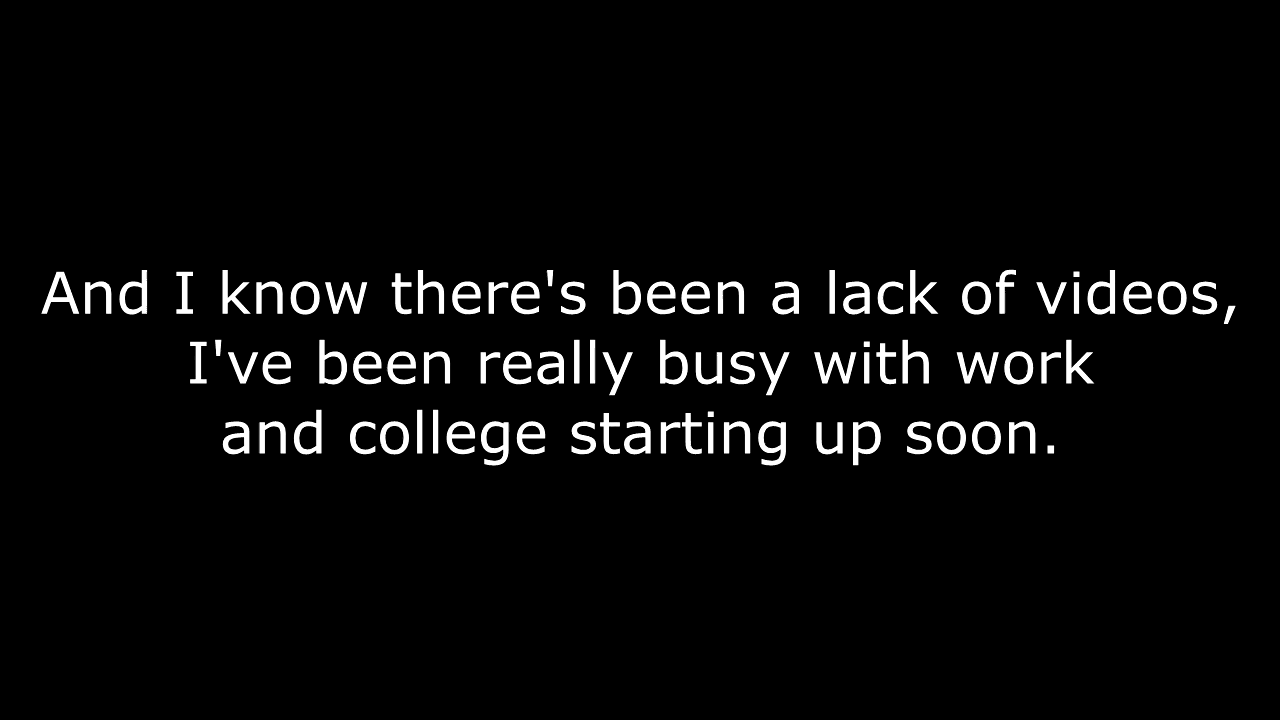 And I know there's been a lack of videos,
I've been really busy with work
and college starting up soon.